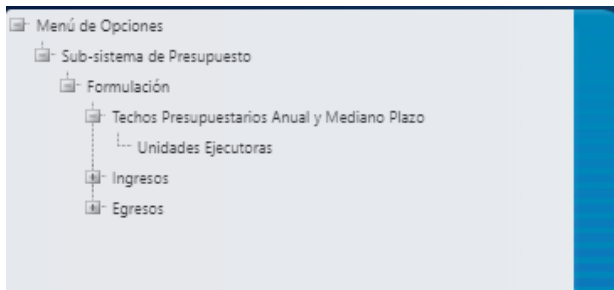 Menú de Opciones
Sub-sistema de Presupuesto
Formulación
Techos Presupuestarios Anual y Mediano Plazo
Unidades Ejecutoras
Ingresos
Egresos